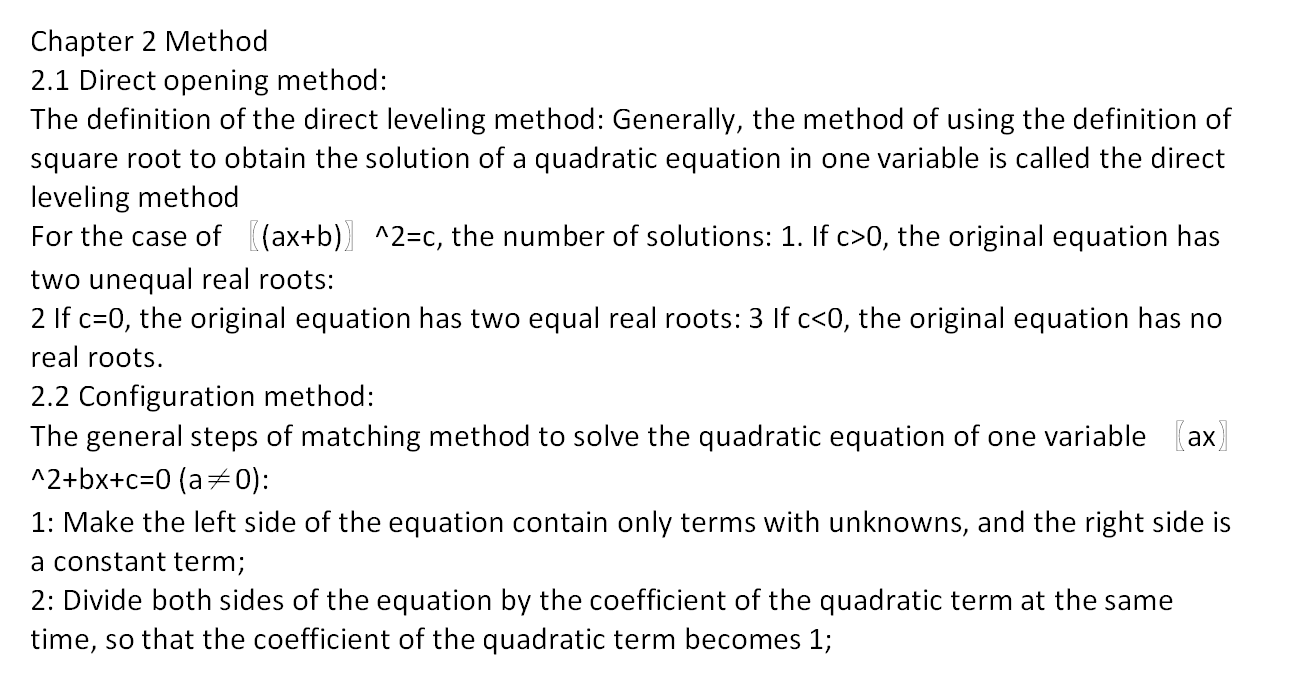 Chapter 2 Method
2.1 Direct opening method:
The definition of the direct leveling method: Generally, the method of using the definition of
square root to obtain the solution of a quadratic equation in one variable is called the direct
leveling method
For the case of 〖(ax+b)〗 ^2=c, the number of solutions: 1. If c>0, the original equation has
two unequal real roots:
2 If c=0, the original equation has two equal real roots: 3 If c<0, the original equation has no
real roots.
2.2 Configuration method:
The general steps of matching method to solve the quadratic equation of one variable 〖ax〗
^2+bx+c=0 (a≠0):
1: Make the left side of the equation contain only terms with unknowns, and the right side is
a constant term;
2: Divide both sides of the equation by the coefficient of the quadratic term at the same
time, so that the coefficient of the quadratic term becomes 1;